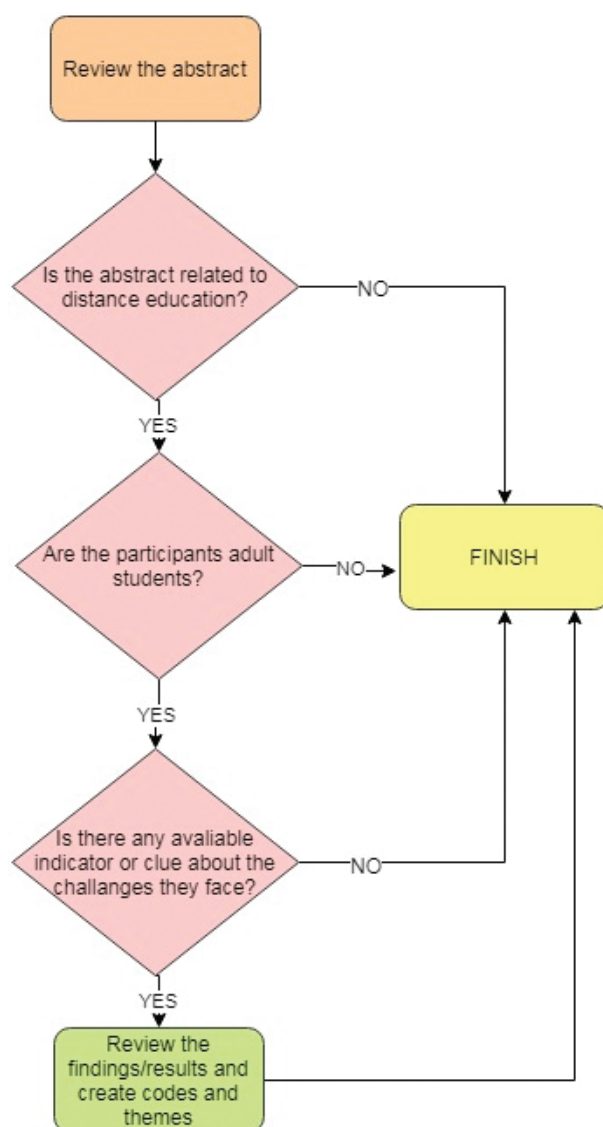 Review the abstract
Is the abstract related to
distance education?
NO
YES
Are the participants adult
students?
NO
FINISH
YES
Is there any avaliable
indicator or clue about the
challanges they face?
NO
YES
Review the
findings/results and
create codes and
themes